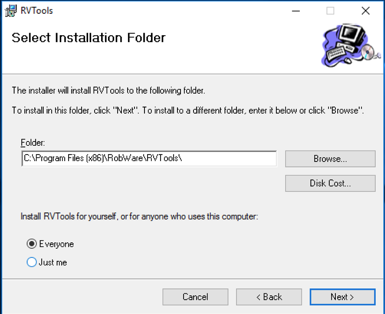 RVTools
Select Installation Folder
The installer will install RVTools to the following folder.
To install in this folder, click "Next". To install to a different folder, enter it below or click "Browse".
Folder:
C:\Program Files (x86)\RobWare\RVTools\
Browse...
Disk Cost...
Install RVTools for yourself, or for anyone who uses this computer:
Everyone
Just me
Cancel
< Back
Next >